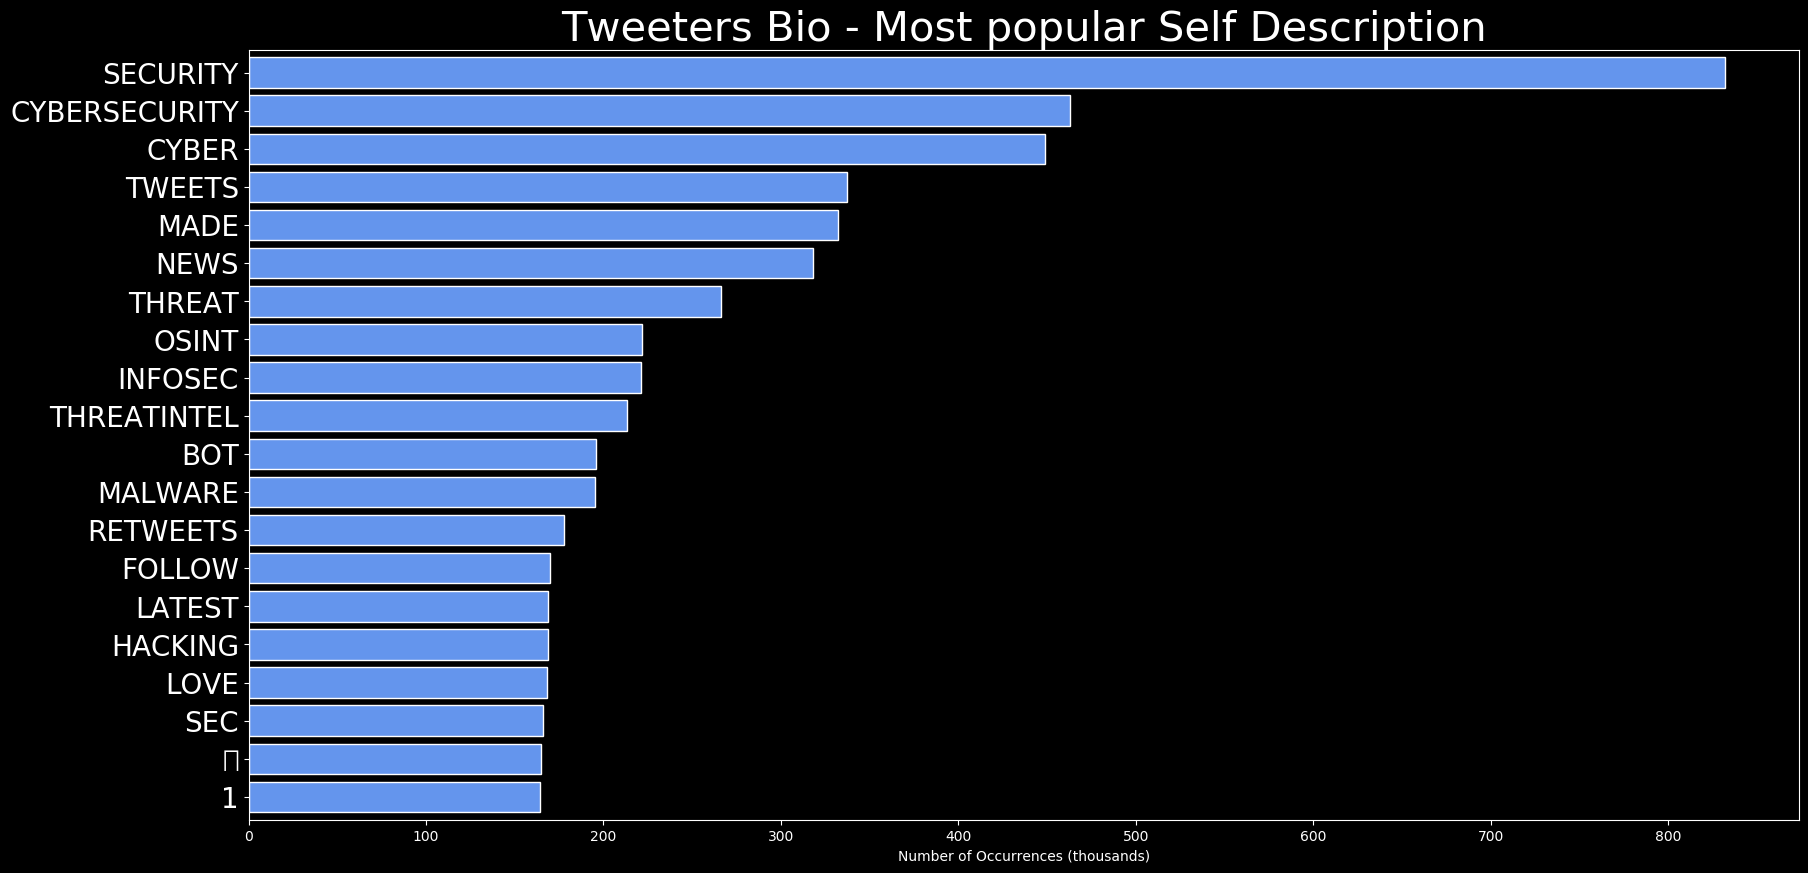 Tweeters Bio - Most popular Self Description
SECURITY
CYBERSECURITY
CYBER
TWEETS
MADE
NEWS
THREAT
OSINT
INFOSEC
THREATINTEL
BOT
MALWARE
RETWEETS
FOLLOW
LATEST
HACKING
LOVE
SEC
1
0 100 200 300 400 500 600 700 800
Number of Occurrences (thousands)